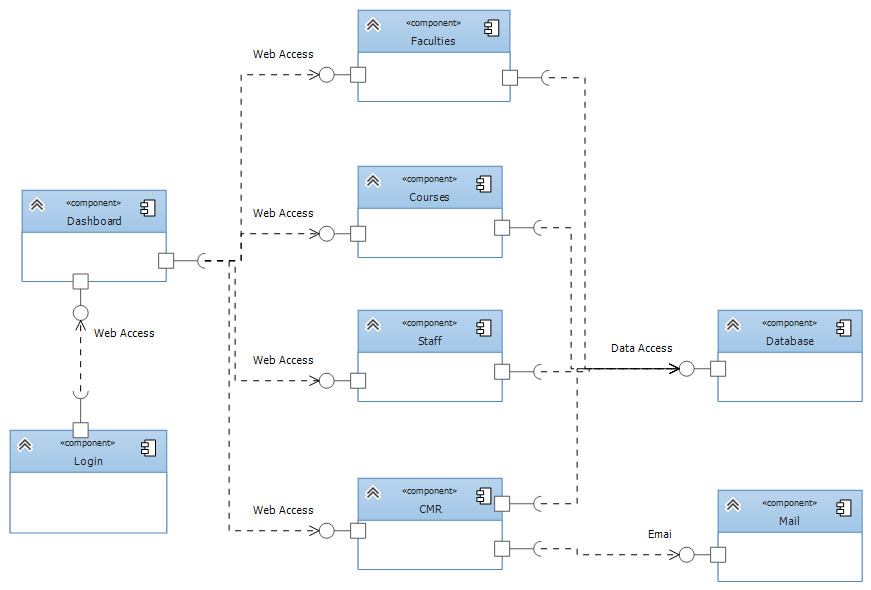 «component»
Faculties
Web Access
«component»
Courses
Web Access
«component»
Dashboard
Web Access
«component»
Staff
Web Access
Data Access
«component»
Database
«component»
Login
«component»
CMR
Web Access
Emai
«component»
Mail